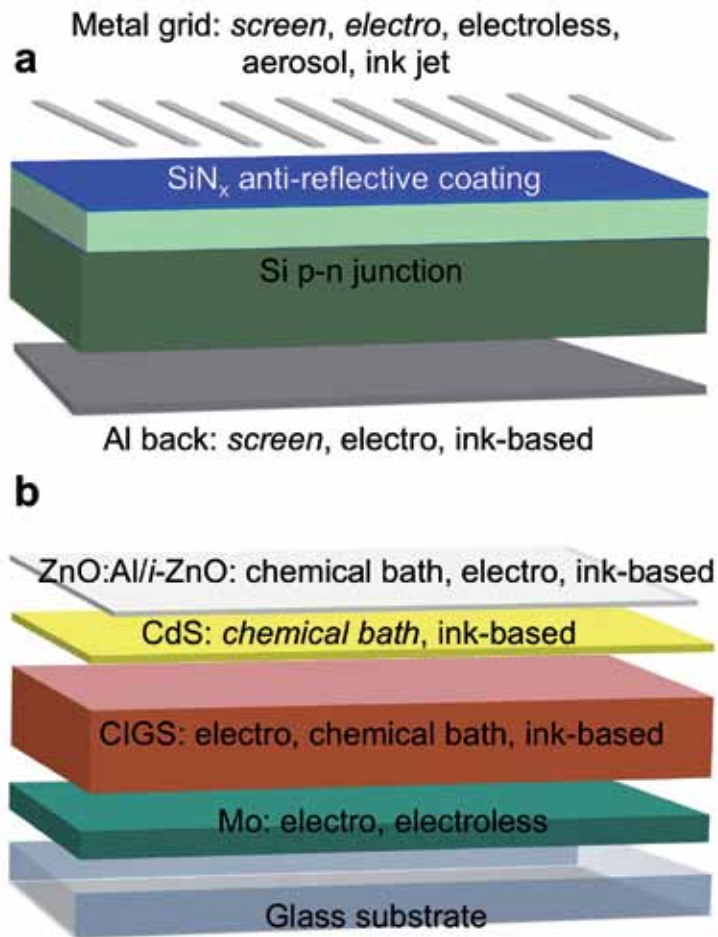 Metal grid: screen, electro, electroless,
a
aerosol, ink jet
SiNx anti-reflective coating
Si p-n junction
Al back: screen, electro, ink-based
b
ZnO:Al/i-ZnO: chemical bath, electro, ink-based
CdS: chemical bath, ink-based
CIGS: electro, chemical bath, ink-based
Mo: electro, electroless
Glass substrate